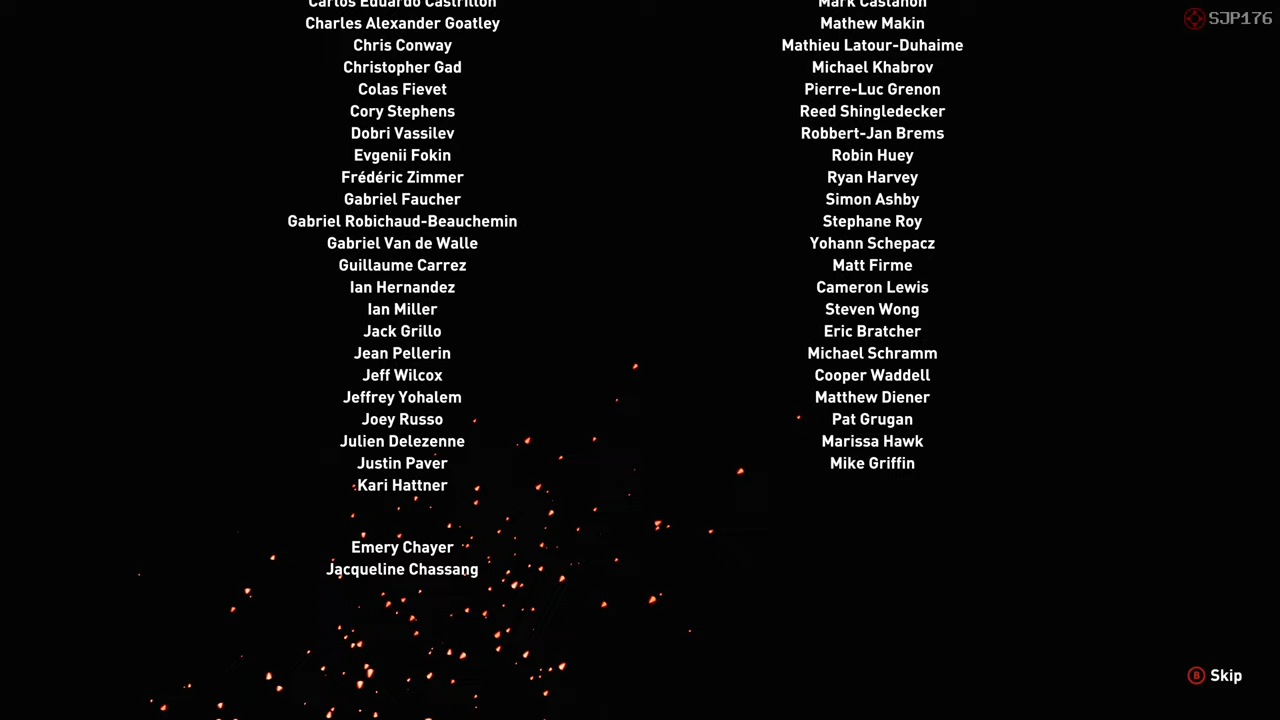 Carlos Eduardo Castrillon
Charles Alexander Goatley
Chris Conway
Christopher Gad
Colas Fievet
Cory Stephens
Dobri Vassilev
Evgenii Fokin
Frédéric Zimmer
Gabriel Faucher
Gabriel Robichaud-Beauchemin
Gabriel Van de Walle
Guillaume Carrez
Ian Hernandez
Ian Miller
Jack Grillo
Jean Pellerin
Jeff Wilcox
Jeffrey Yohalem
Joey Russo
Julien Delezenne
Justin Paver
Kari Hattner
Emery Chayer
Jacqueline Chassang
Mark Castanon
Mathew Makin
Mathieu Latour-Duhaime
Michael Khabrov
Pierre-Luc Grenon
Reed Shingledecker
Robbert-Jan Brems
Robin Huey
Ryan Harvey
Simon Ashby
Stephane Roy
Yohann Schepacz
Matt Firme
Cameron Lewis
Steven Wong
Eric Bratcher
Michael Schramm
Cooper Waddell
Matthew Diener
Pat Grugan
Marissa Hawk
Mike Griffin
SJP176
B Skip